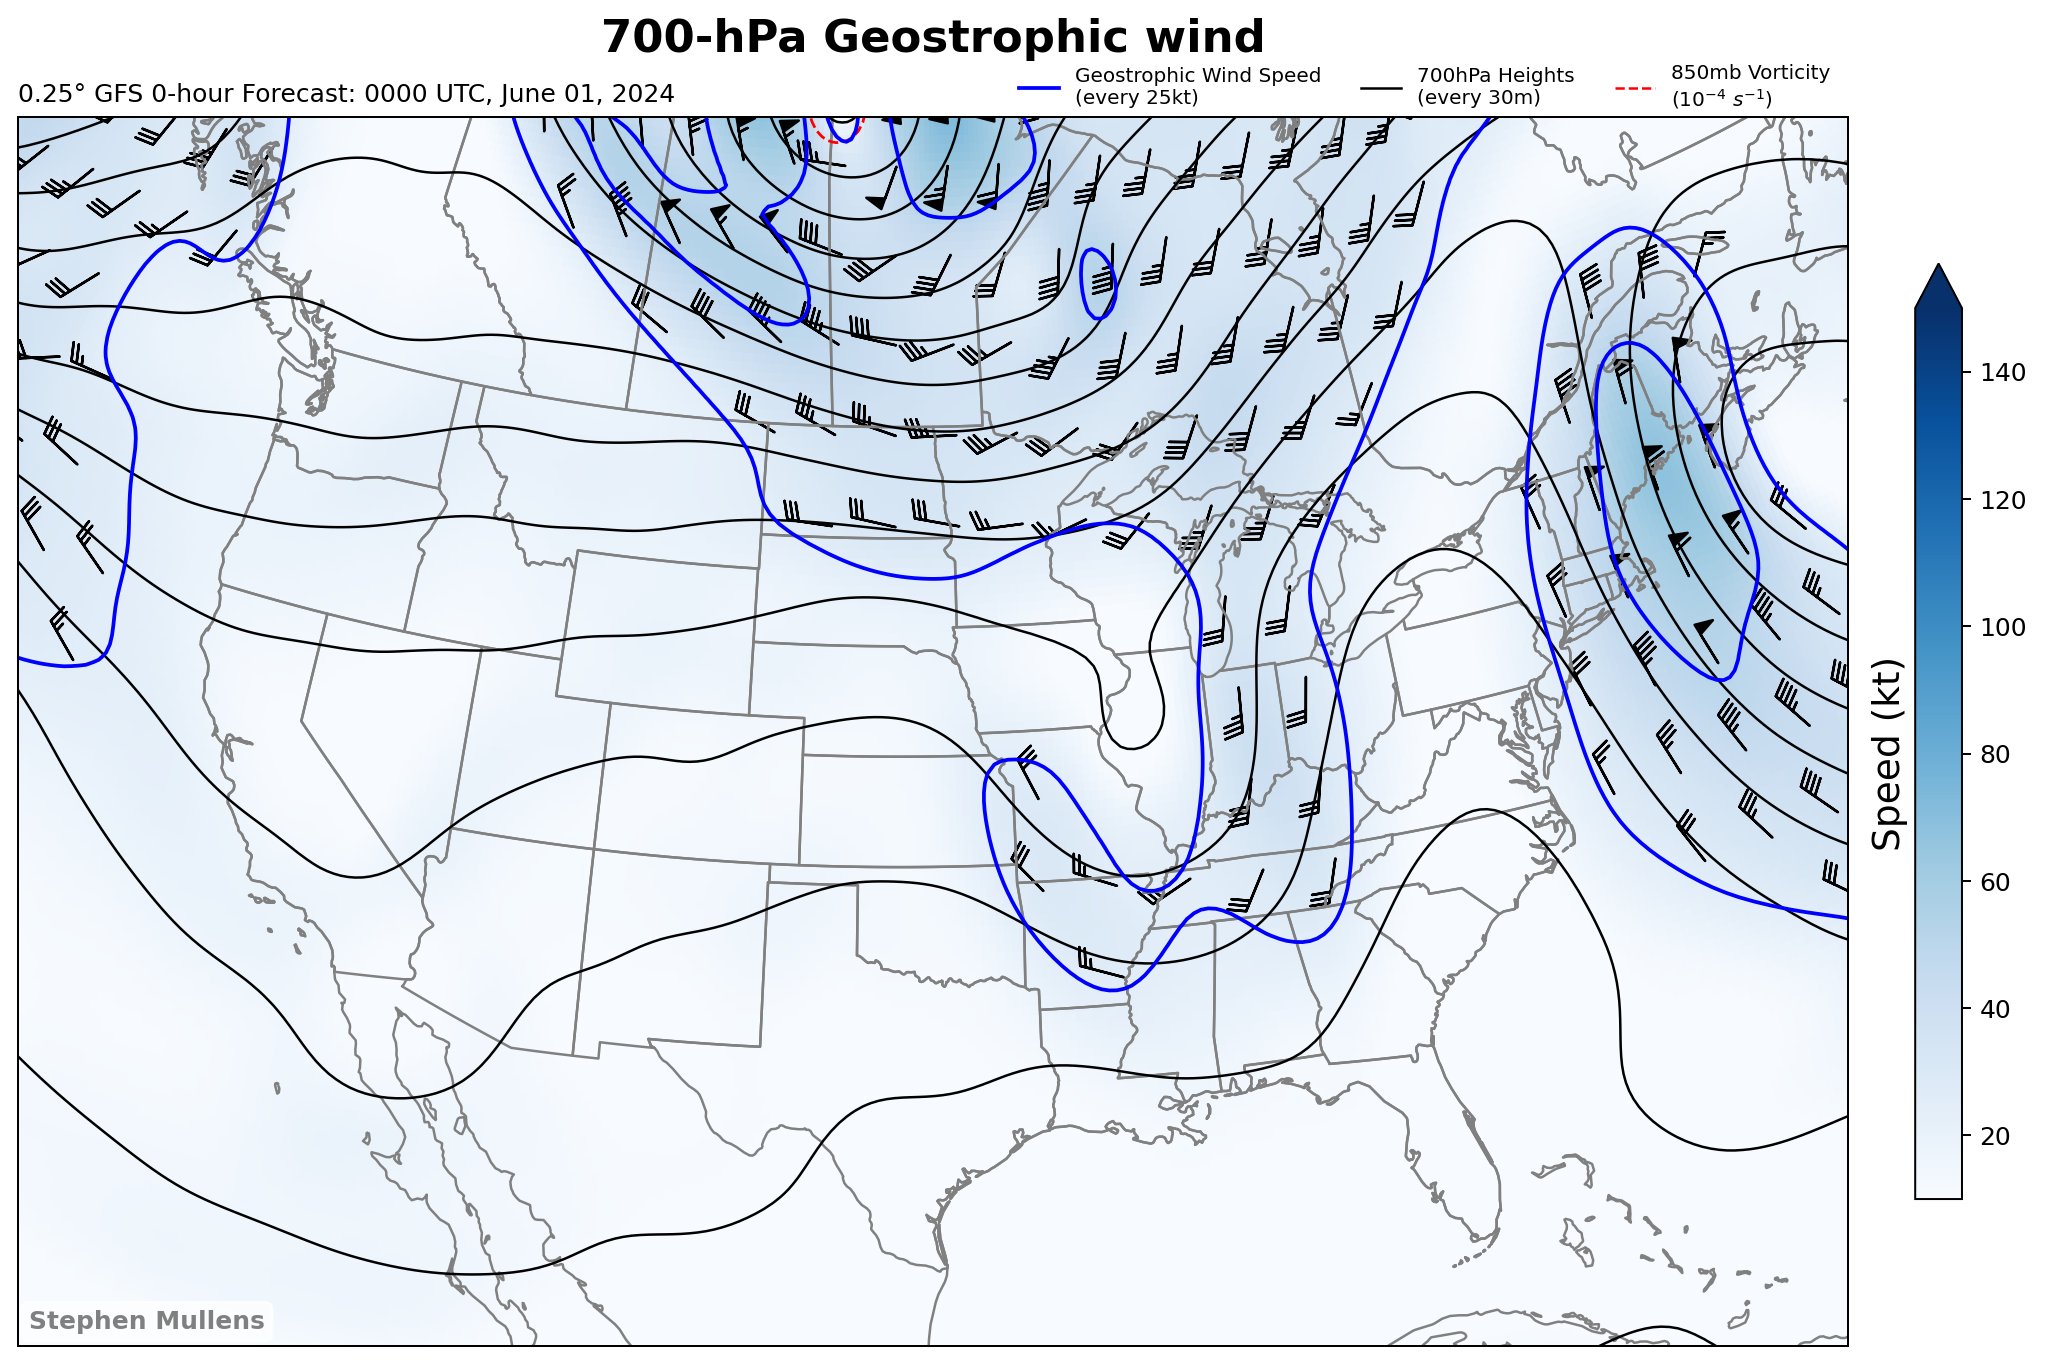 700-hPa Geostrophic wind
0.25° GFS 0-hour Forecast: 0000 UTC, June 01, 2024
Geostrophic Wind Speed
(every 25kt)
700hPa Heights
(every 30m)
850mb Vorticity
(10⁻⁴ s⁻¹)
140
120
100
80
60
40
20
Speed (kt)
Stephen Mullens